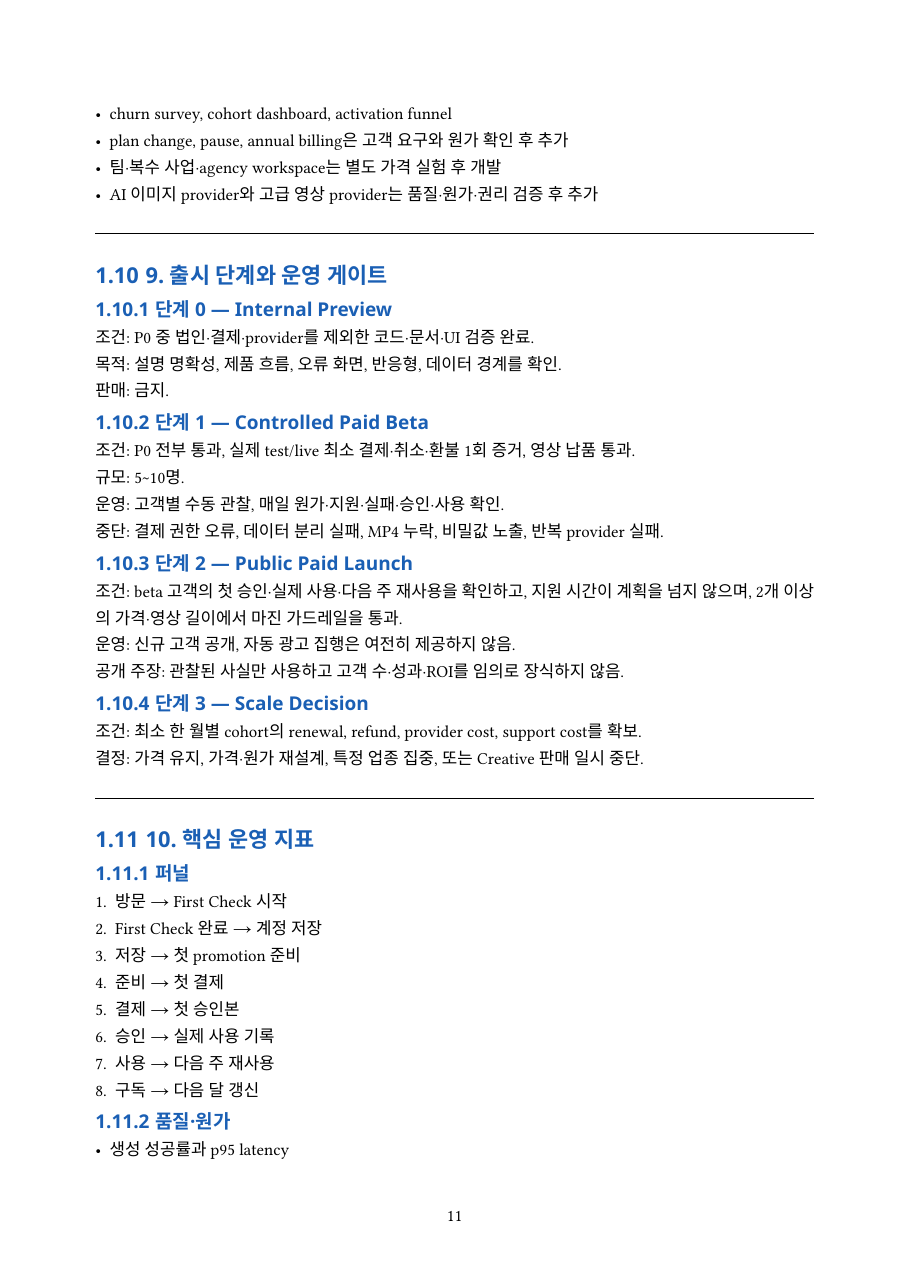 • churn survey, cohort dashboard, activation funnel
• plan change, pause, annual billing은 고객 요구와 원가 확인 후 추가
• 팀·복수 사업·agency workspace는 별도 가격 실험 후 개발
• AI 이미지 provider와 고급 영상 provider는 품질·원가·권리 검증 후 추가
1.10 9. 출시 단계와 운영 게이트
1.10.1 단계 0 — Internal Preview
조건: P0 중 법인·결제·provider를 제외한 코드·문서·UI 검증 완료.
목적: 설명 명확성, 제품 흐름, 오류 화면, 반응형, 데이터 경계를 확인.
판매: 금지.
1.10.2 단계 1 — Controlled Paid Beta
조건: P0 전부 통과, 실제 test/live 최소 결제·취소·환불 1회 증거, 영상 납품 통과.
규모: 5~10명.
운영: 고객별 수동 관찰, 매일 원가·지원·실패·승인·사용 확인.
중단: 결제 권한 오류, 데이터 분리 실패, MP4 누락, 비밀값 노출, 반복 provider 실패.
1.10.3 단계 2 — Public Paid Launch
조건: beta 고객의 첫 승인·실제 사용·다음 주 재사용을 확인하고, 지원 시간이 계획을 넘지 않으며, 2개 이상
의 가격·영상 길이에서 마진 가드레일을 통과.
운영: 신규 고객 공개, 자동 광고 집행은 여전히 제공하지 않음.
공개 주장: 관찰된 사실만 사용하고 고객 수·성과·ROI를 임의로 장식하지 않음.
1.10.4 단계 3 — Scale Decision
조건: 최소 한 월별 cohort의 renewal, refund, provider cost, support cost를 확보.
결정: 가격 유지, 가격·원가 재설계, 특정 업종 집중, 또는 Creative 판매 일시 중단.
1.11 10. 핵심 운영 지표
1.11.1 퍼널
1. 방문 → First Check 시작
2. First Check 완료 → 계정 저장
3. 저장 → 첫 promotion 준비
4. 준비 → 첫 결제
5. 결제 → 첫 승인본
6. 승인 → 실제 사용 기록
7. 사용 → 다음 주 재사용
8. 구독 → 다음 달 갱신
1.11.2 품질·원가
• 생성 성공률과 p95 latency
11